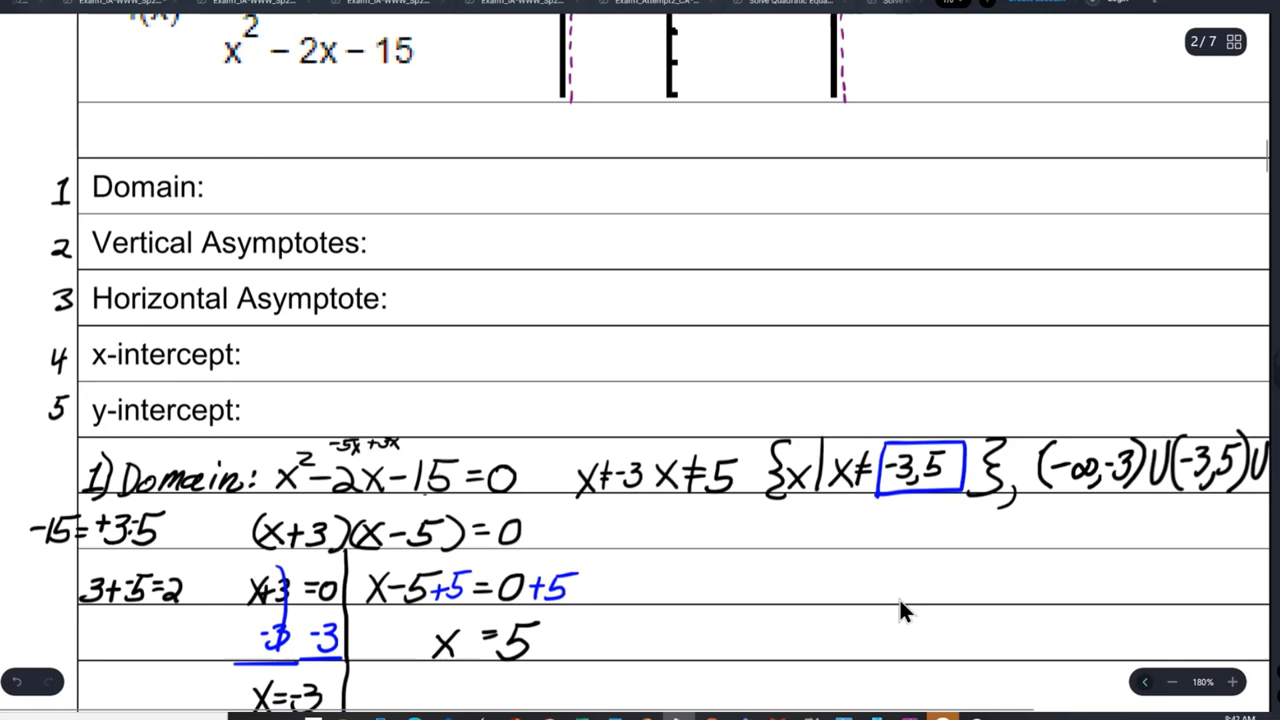 x² − 2x − 15
2/7
1 Domain:
2 Vertical Asymptotes:
3 Horizontal Asymptote:
4 x-intercept:
5 y-intercept:
-5x +3x
1) Domain: x² − 2x − 15 = 0 x≠-3 x≠5 {x | x≠ -3,5 }, (-∞,-3)∪(-3,5)∪
-15=+3·-5 (x+3)(x−5)=0
3+-5=2 x+3 =0 x−5+5=0+5
-3 -3 x =5
x=-3
180%